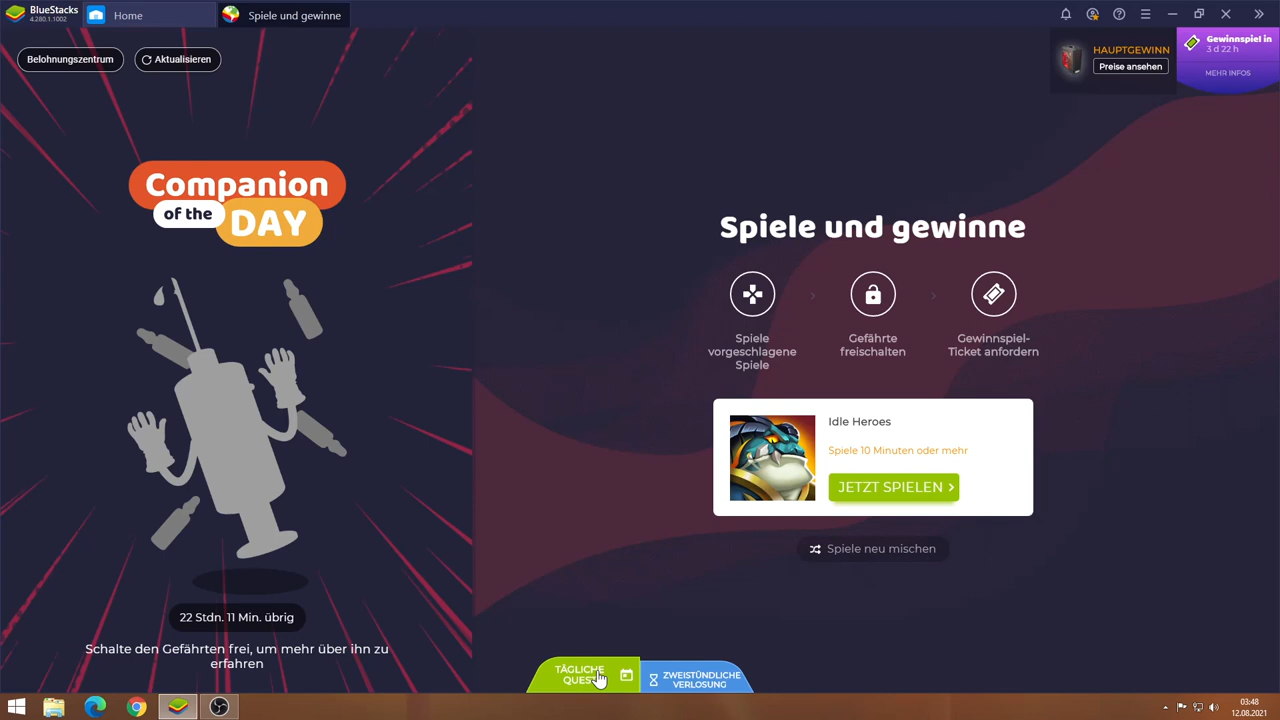 BlueStacks
4.280.1.1002
Home
Spiele und gewinne
Belohnungszentrum
Aktualisieren
HAUPTGEWINN
Preise ansehen
Gewinnspiel in
3 d 22 h
MEHR INFOS
Companion
of the DAY
22 Stdn. 11 Min. übrig
Schalte den Gefährten frei, um mehr über ihn zu
erfahren
Spiele und gewinne
Spiele
vorgeschlagene
Spiele
Gefährte
freischalten
Gewinnspiel-
Ticket anfordern
Idle Heroes
Spiele 10 Minuten oder mehr
JETZT SPIELEN
Spiele neu mischen
TÄGLICHE
QUEST
ZWEISTÜNDLICHE
VERLOSUNG
03:48
12.08.2021